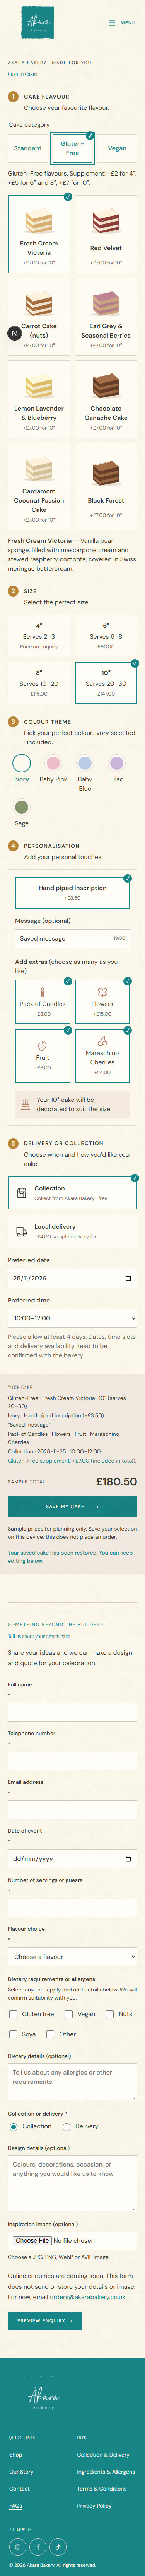 Akara
Bakery
MENU
AKARA BAKERY · MADE FOR YOU
Custom Cakes
1
CAKE FLAVOUR
Choose your favourite flavour.
Cake category
Standard
Gluten-
Free
Vegan
Gluten-Free flavours. Supplement: +£2 for 4″,
+£5 for 6″ and 8″, +£7 for 10″.
Fresh Cream
Victoria
+£7.00 for 10″
Red Velvet
+£7.00 for 10″
Carrot Cake
(nuts)
+£7.00 for 10″
Earl Grey &
Seasonal Berries
+£7.00 for 10″
N
Lemon Lavender
& Blueberry
+£7.00 for 10″
Chocolate
Ganache Cake
+£7.00 for 10″
Cardamom
Coconut Passion
Cake
+£7.00 for 10″
Black Forest
+£7.00 for 10″
Fresh Cream Victoria — Vanilla bean
sponge, filled with mascarpone cream and
stewed raspberry compote, covered in Swiss
meringue buttercream.
2
SIZE
Select the perfect size.
4″
Serves 2–3
Price on enquiry
6″
Serves 6–8
£90.00
8″
Serves 10–20
£115.00
10″
Serves 20–30
£147.00
3
COLOUR THEME
Pick your perfect colour. Ivory selected
· included.
Ivory
Baby Pink
Baby
Blue
Lilac
Sage
4
PERSONALISATION
Add your personal touches.
Hand piped inscription
+£3.50
Message (optional)
Saved message
13/30
Add extras (choose as many as you
like)
Pack of Candles
+£3.00
Flowers
+£15.00
Fruit
+£8.00
Maraschino
Cherries
+£4.00
Your 10″ cake will be
decorated to suit the size.
5
DELIVERY OR COLLECTION
Choose when and how you'd like your
cake.
Collection
Collect from Akara Bakery · free
Local delivery
+£4.00 sample delivery fee
Preferred date
25/11/2026
Preferred time
10:00–12:00
Please allow at least 4 days. Dates, time slots
and delivery availability need to be
confirmed with the bakery.
YOUR CAKE
Gluten-Free · Fresh Cream Victoria · 10″ (serves
20–30)
Ivory · Hand piped inscription (+£3.50)
“Saved message”
Pack of Candles · Flowers · Fruit · Maraschino
Cherries
Collection · 2026-11-25 · 10:00–12:00
Gluten-Free supplement: +£7.00 (included in total).
SAMPLE TOTAL
£180.50
SAVE MY CAKE →
Sample prices for planning only. Save your selection
on this device; this does not place an order.
Your saved cake has been restored. You can keep
editing below.
SOMETHING BEYOND THE BUILDER?
Tell us about your dream cake
Share your ideas and we can make a design
and quote for your celebration.
Full name
*
Telephone number
*
Email address
*
Date of event
*
dd/mm/yyyy
Number of servings or guests
*
Flavour choice
*
Choose a flavour
Dietary requirements or allergens
Select any that apply and add details below. We will
confirm suitability with you.
Gluten free
Vegan
Nuts
Soya
Other
Dietary details (optional)
Please tell us about any allergies or other
requirements
Collection or delivery *
Collection
Delivery
Design details (optional)
Colours, decorations, occasion, or
anything you would like us to know
Inspiration image (optional)
Choose File No file chosen
Choose a JPG, PNG, WebP or AVIF image.
Online enquiries are coming soon. This form
does not send or store your details or image.
For now, email orders@akarabakery.co.uk.
PREVIEW ENQUIRY →
Akara
Bakery
QUICK LINKS
Shop
Our Story
Contact
FAQs
INFO
Collection & Delivery
Ingredients & Allergens
Terms & Conditions
Privacy Policy
FOLLOW US
© 2026 Akara Bakery. All rights reserved.